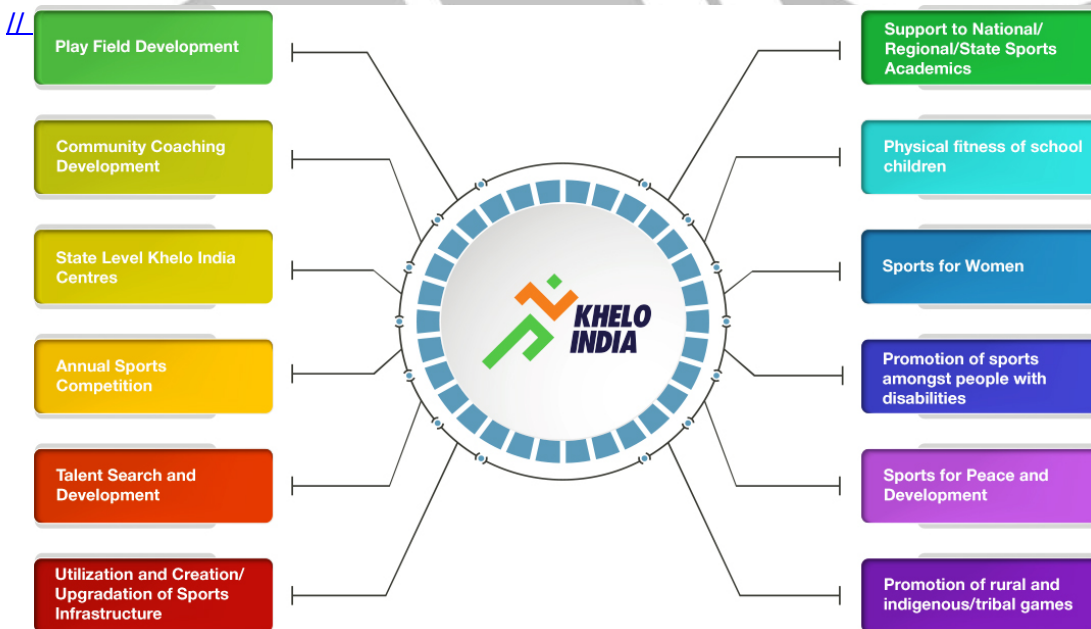 //
Play Field Development
Community Coaching
Development
State Level Khelo India
Centres
Annual Sports
Competition
Talent Search and
Development
Utilization and Creation/
Upgradation of Sports
Infrastructure
KHELO
INDIA
Support to National/
Regional/State Sports
Academics
Physical fitness of school
children
Sports for Women
Promotion of sports
amongst people with
disabilities
Sports for Peace and
Development
Promotion of rural and
indigenous/tribal games